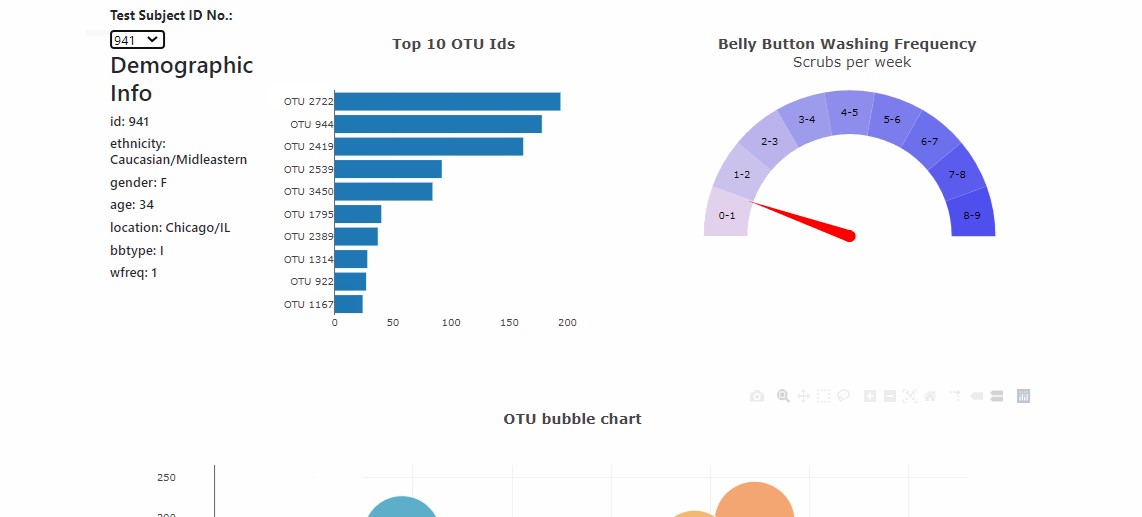 Test Subject ID No.:
941
Demographic
Info
id: 941
ethnicity:
Caucasian/Midleastern
gender: F
age: 34
location: Chicago/IL
bbtype: I
wfreq: 1
Top 10 OTU Ids
OTU 2722
OTU 944
OTU 2419
OTU 2539
OTU 3450
OTU 1795
OTU 2389
OTU 1314
OTU 922
OTU 1167
0 50 100 150 200
Belly Button Washing Frequency
Scrubs per week
0-1
1-2
2-3
3-4
4-5
5-6
6-7
7-8
8-9
OTU bubble chart
250
200